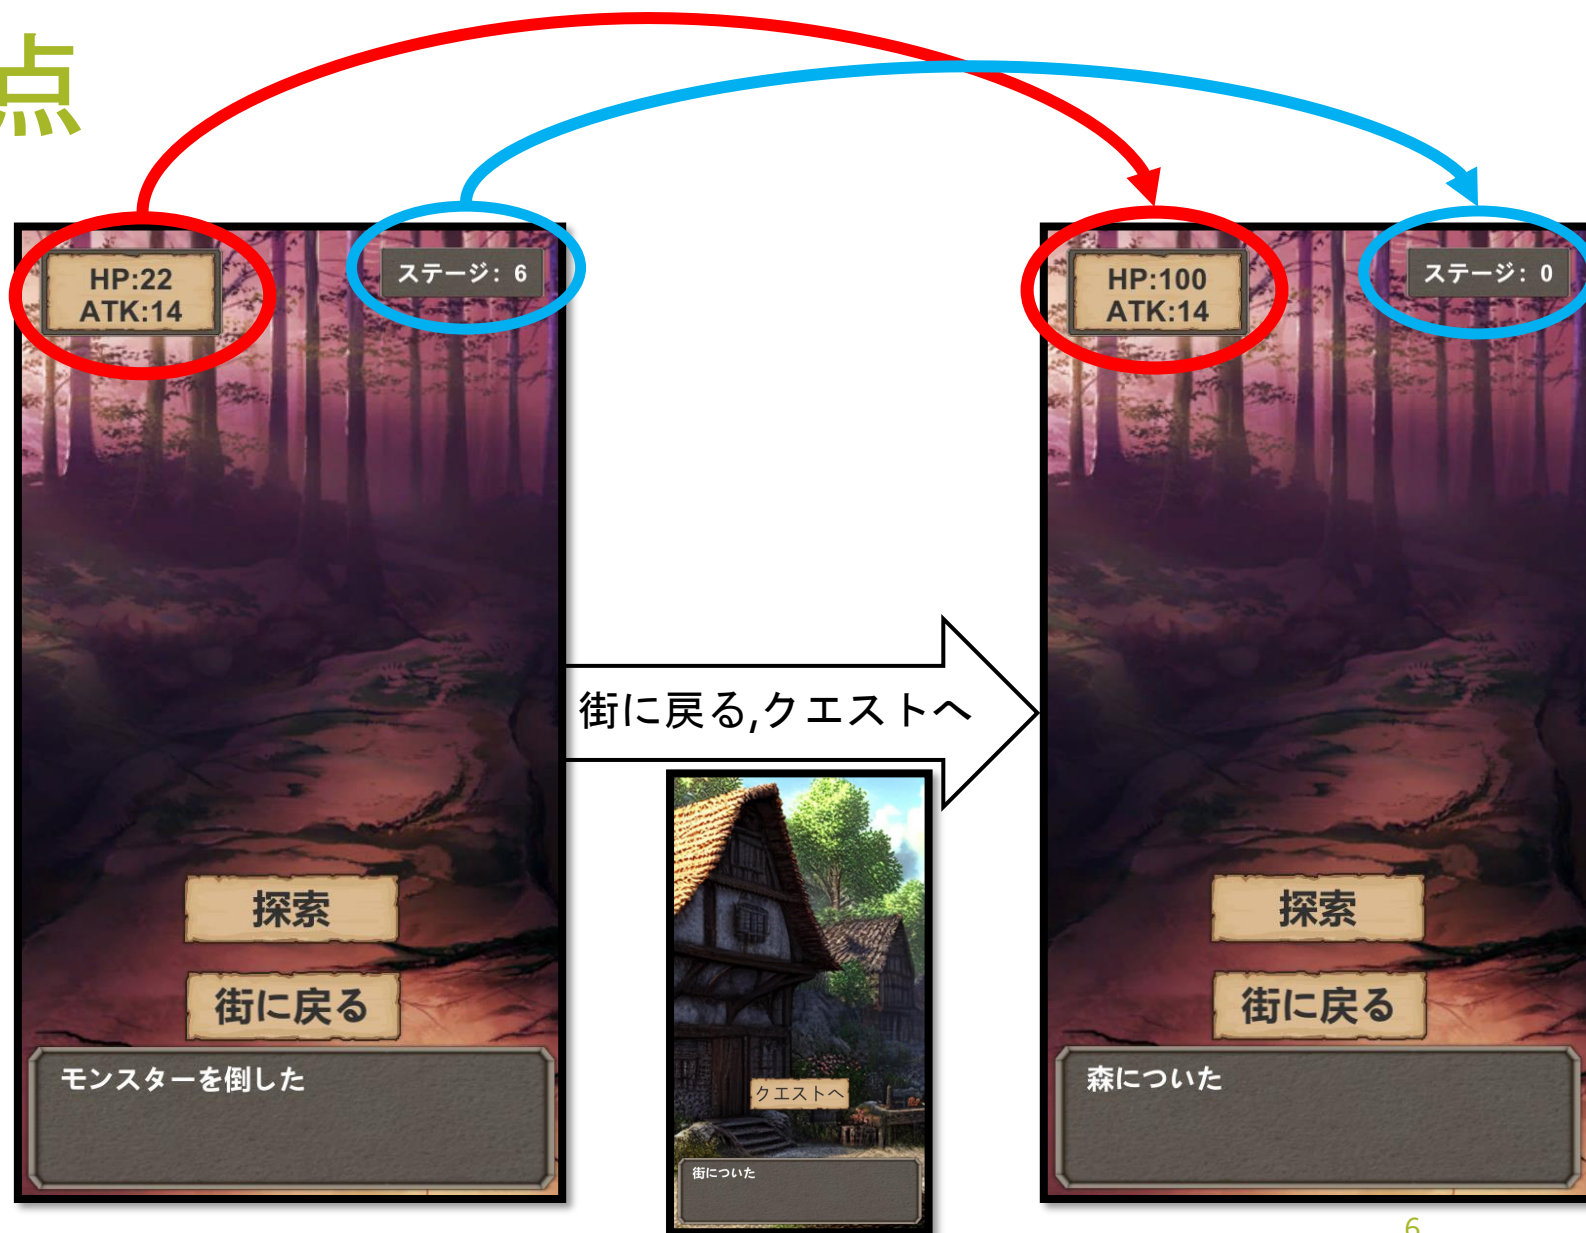 点
HP:22
ATK:14
ステージ: 6
探索
街に戻る
モンスターを倒した
街に戻る,クエストへ
クエストへ
街についた
HP:100
ATK:14
ステージ: 0
探索
街に戻る
森についた
6